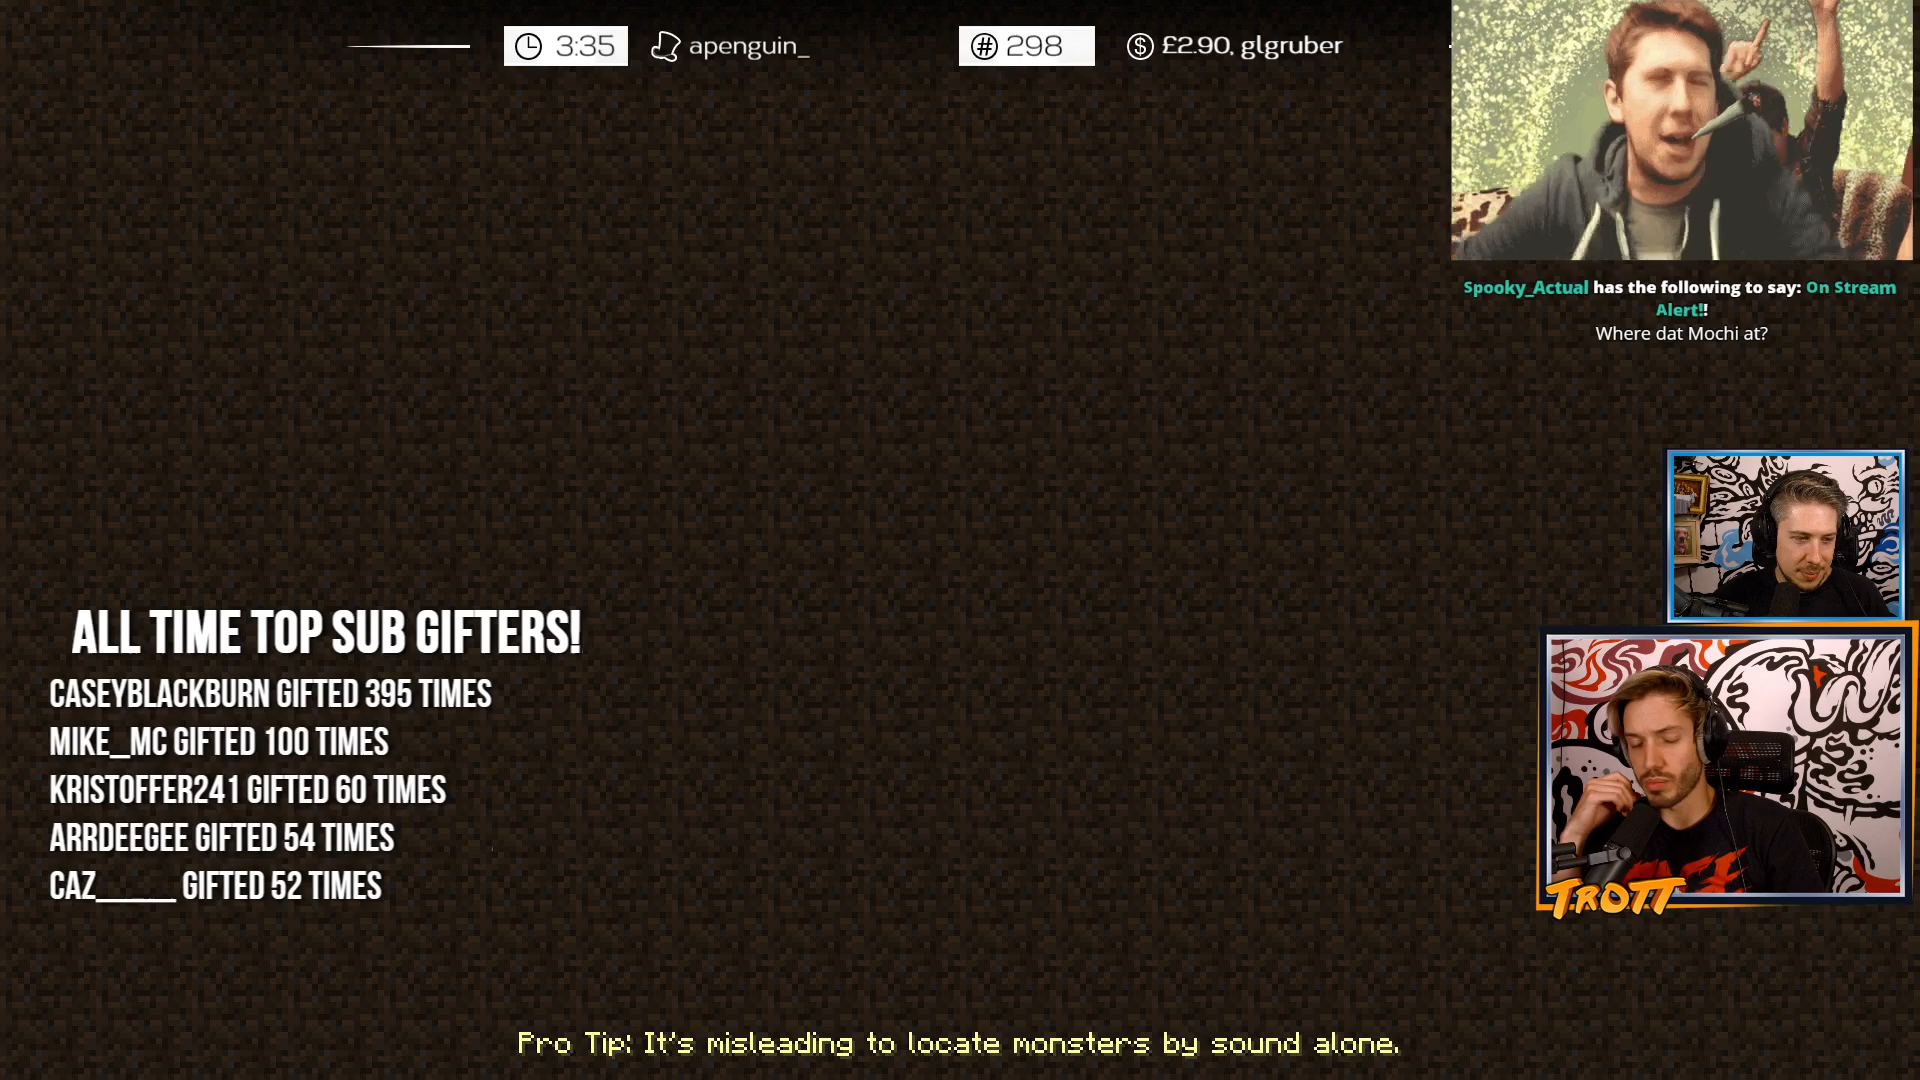 3:35 apenguin_ # 298 $ £2.90, glgruber
Spooky_Actual has the following to say: On Stream
Alert!!
Where dat Mochi at?
ALL TIME TOP SUB GIFTERS!
CASEYBLACKBURN GIFTED 395 TIMES
MIKE_MC GIFTED 100 TIMES
KRISTOFFER241 GIFTED 60 TIMES
ARRDEEGEE GIFTED 54 TIMES
CAZ_____ GIFTED 52 TIMES
TROTT
Pro Tip: It's misleading to locate monsters by sound alone.